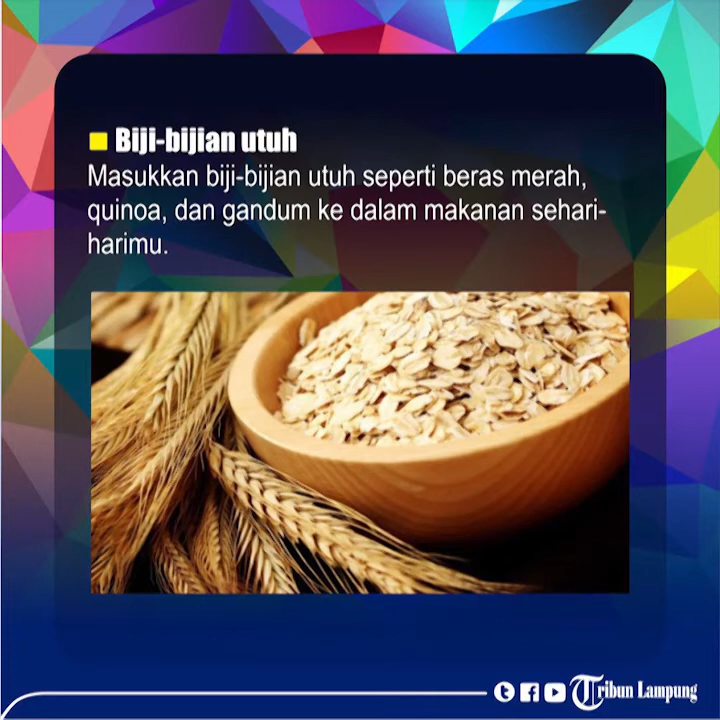 Biji-bijian utuh
Masukkan biji-bijian utuh seperti beras merah,
quinoa, dan gandum ke dalam makanan sehari-
harimu.
Tribun Lampung